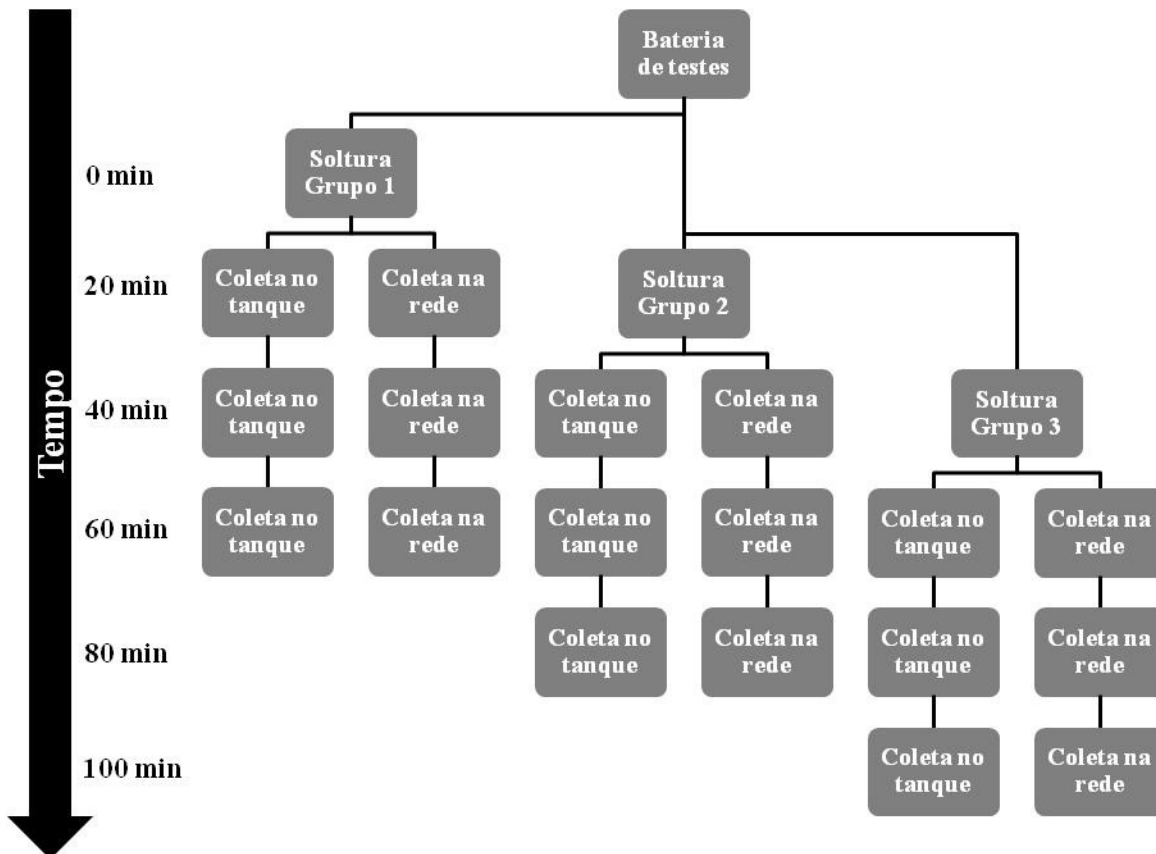 Bateria
de testes
Tempo
0 min
Soltura
Grupo 1
20 min
Coleta no
tanque
Coleta na
rede
Soltura
Grupo 2
40 min
Coleta no
tanque
Coleta na
rede
Coleta no
tanque
Coleta na
rede
Soltura
Grupo 3
60 min
Coleta no
tanque
Coleta na
rede
Coleta no
tanque
Coleta na
rede
Coleta no
tanque
Coleta na
rede
80 min
Coleta no
tanque
Coleta na
rede
Coleta no
tanque
Coleta na
rede
100 min
Coleta no
tanque
Coleta na
rede